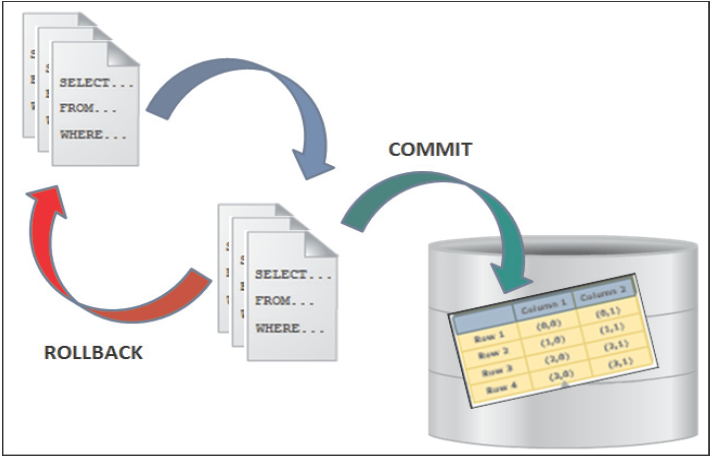 SELECT...
FROM...
WHERE...
COMMIT
SELECT...
FROM...
WHERE...
ROLLBACK
Column 1 Column 2
Row 1 (0,0) (0,1)
Row 2 (1,0) (1,1)
Row 3 (2,0) (2,1)
Row 4 (3,0) (3,1)